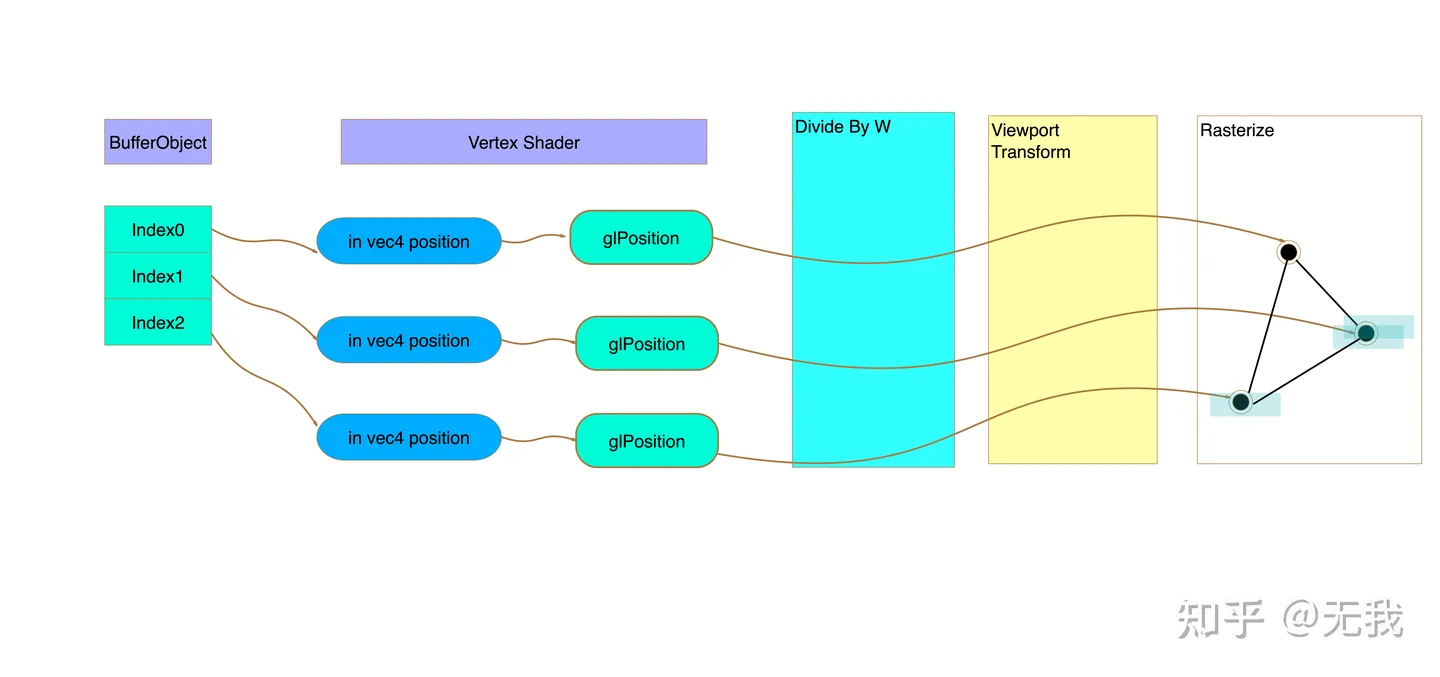 BufferObject
Vertex Shader
Divide By W
Viewport
Transform
Rasterize
Index0
in vec4 position
glPosition
Index1
in vec4 position
glPosition
Index2
in vec4 position
glPosition
知乎 @无我